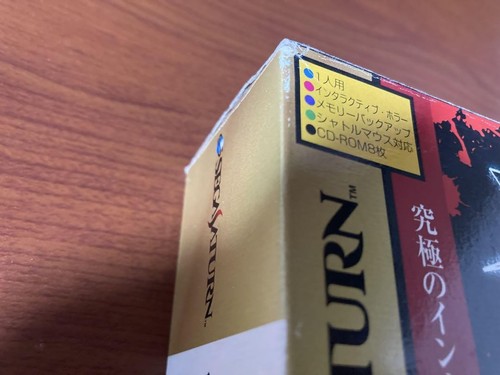 1人用
インタラクティブ・ホラー
メモリーバックアップ
シャトルマウス対応
CD-ROM8枚
SEGA SATURN™
TURN™
究極のイン